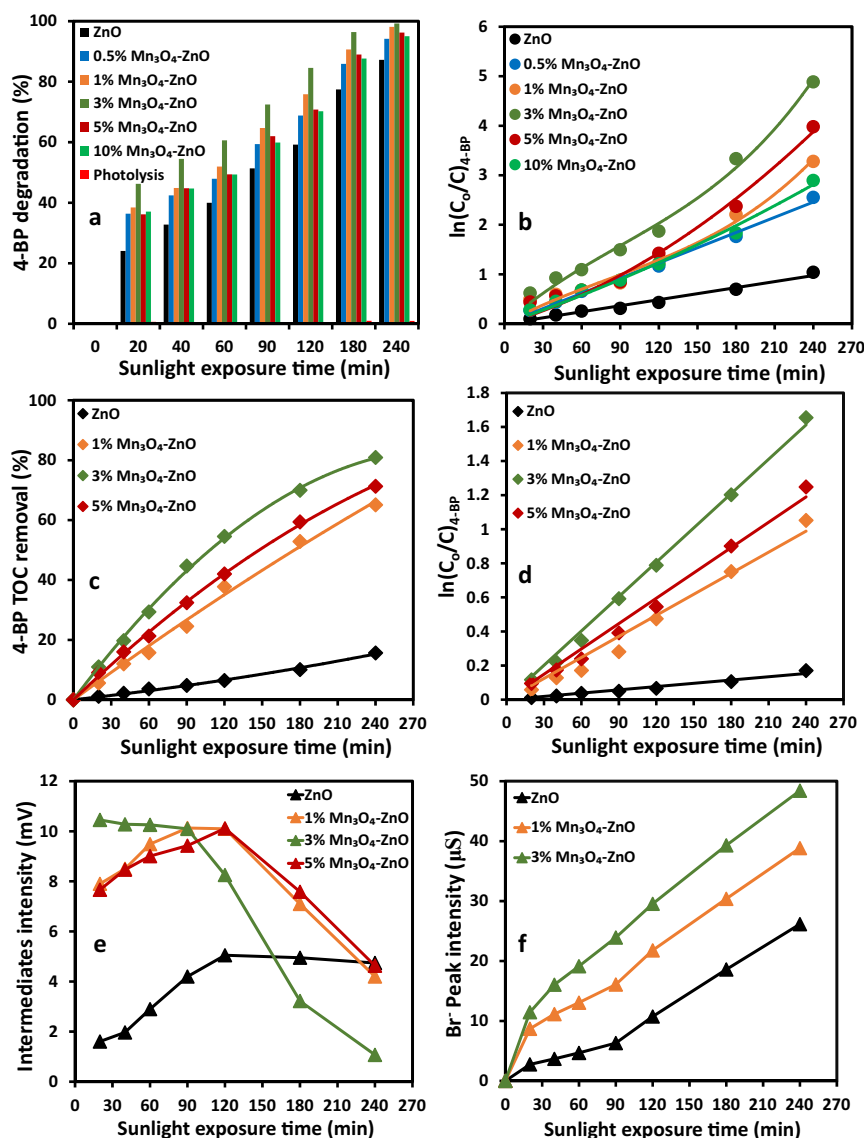 100
80
60
40
20
0
4-BP degradation (%)
ZnO
0.5% Mn₃O₄-ZnO
1% Mn₃O₄-ZnO
3% Mn₃O₄-ZnO
5% Mn₃O₄-ZnO
10% Mn₃O₄-ZnO
Photolysis
a
0 20 40 60 90 120 180 240
Sunlight exposure time (min)
6
5
4
3
2
1
0
ln(Cₒ/C)₄₋BP
ZnO
0.5% Mn₃O₄-ZnO
1% Mn₃O₄-ZnO
3% Mn₃O₄-ZnO
5% Mn₃O₄-ZnO
10% Mn₃O₄-ZnO
b
0 30 60 90 120 150 180 210 240 270
Sunlight exposure time (min)
100
80
60
40
20
0
4-BP TOC removal (%)
ZnO
1% Mn₃O₄-ZnO
3% Mn₃O₄-ZnO
5% Mn₃O₄-ZnO
c
0 30 60 90 120 150 180 210 240 270
Sunlight exposure time (min)
1.8
1.6
1.4
1.2
1
0.8
0.6
0.4
0.2
0
ln(Cₒ/C)₄₋BP
ZnO
1% Mn₃O₄-ZnO
3% Mn₃O₄-ZnO
5% Mn₃O₄-ZnO
d
0 30 60 90 120 150 180 210 240 270
Sunlight exposure time (min)
12
10
8
6
4
2
0
Intermediates intensity (mV)
ZnO
1% Mn₃O₄-ZnO
3% Mn₃O₄-ZnO
5% Mn₃O₄-ZnO
e
0 30 60 90 120 150 180 210 240 270
Sunlight exposure time (min)
50
40
30
20
10
0
Br⁻ Peak intensity (µS)
ZnO
1% Mn₃O₄-ZnO
3% Mn₃O₄-ZnO
f
0 30 60 90 120 150 180 210 240 270
Sunlight exposure time (min)